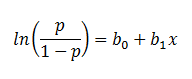 ln(p / (1 − p)) = b₀ + b₁x